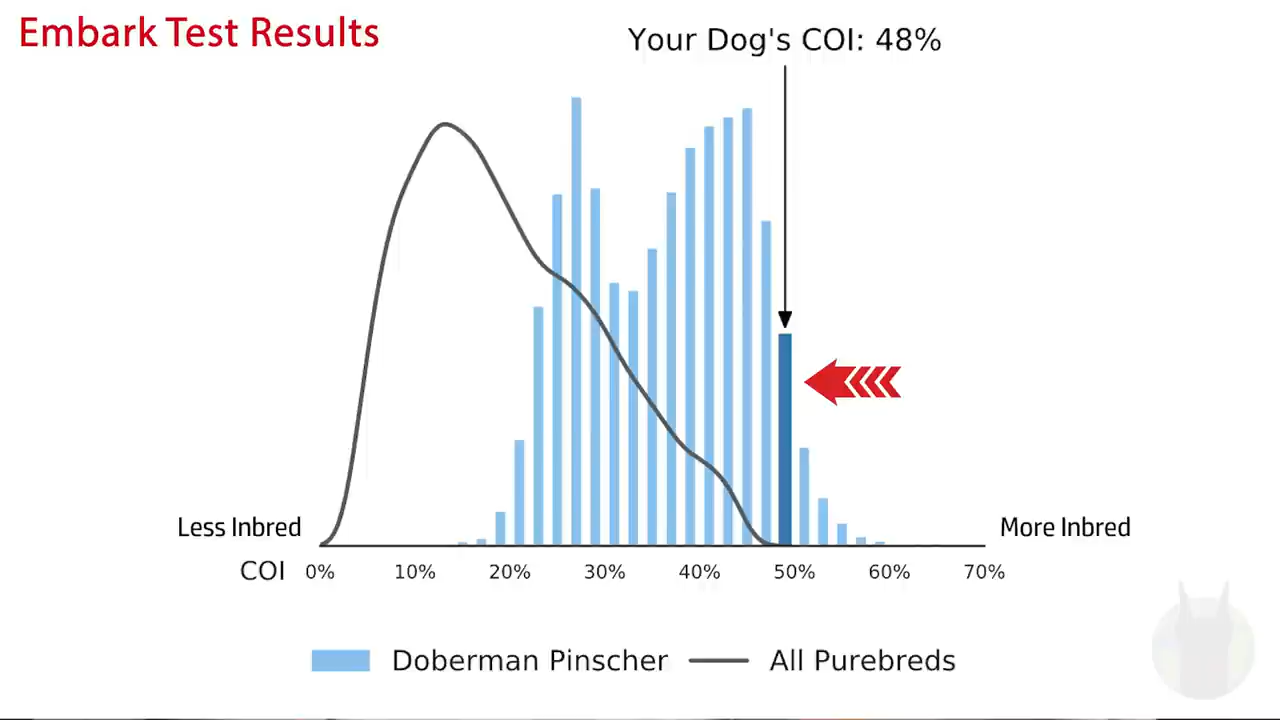 Embark Test Results
Your Dog's COI: 48%
Less Inbred
More Inbred
COI 0% 10% 20% 30% 40% 50% 60% 70%
Doberman Pinscher All Purebreds